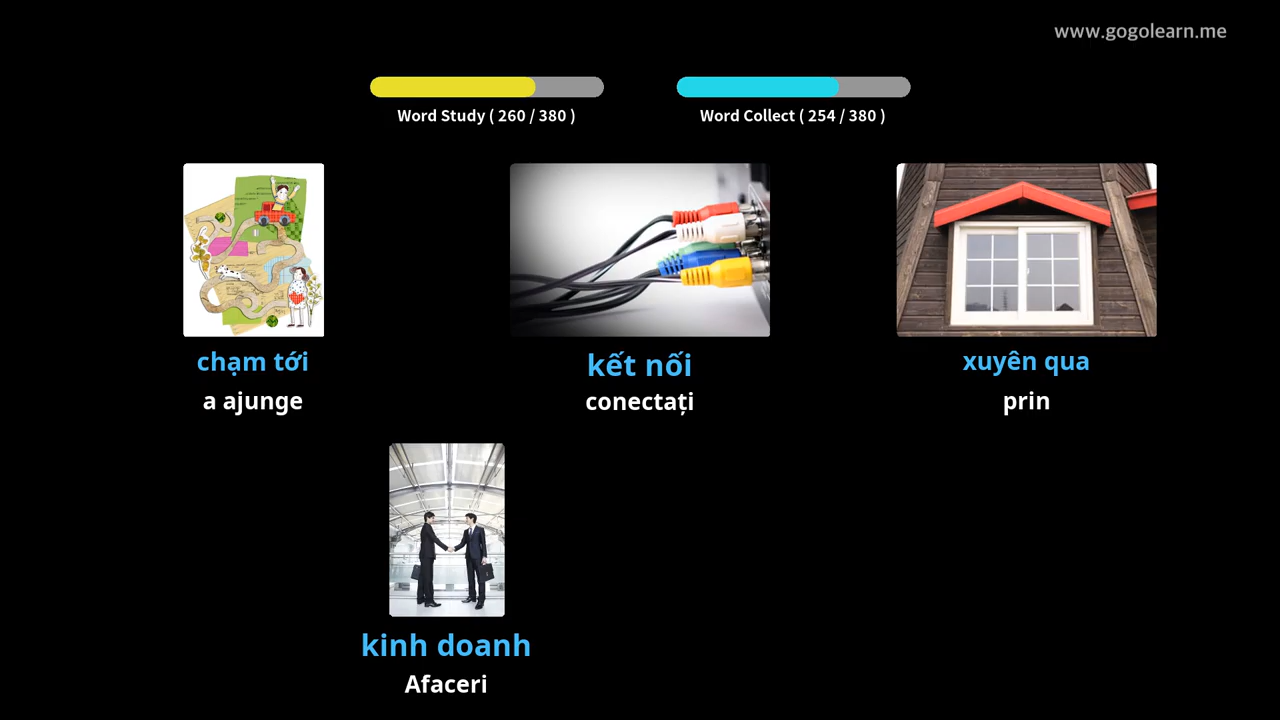 www.gogolearn.me
Word Study ( 260 / 380 )
Word Collect ( 254 / 380 )
chạm tới
a ajunge
kết nối
conectați
xuyên qua
prin
kinh doanh
Afaceri